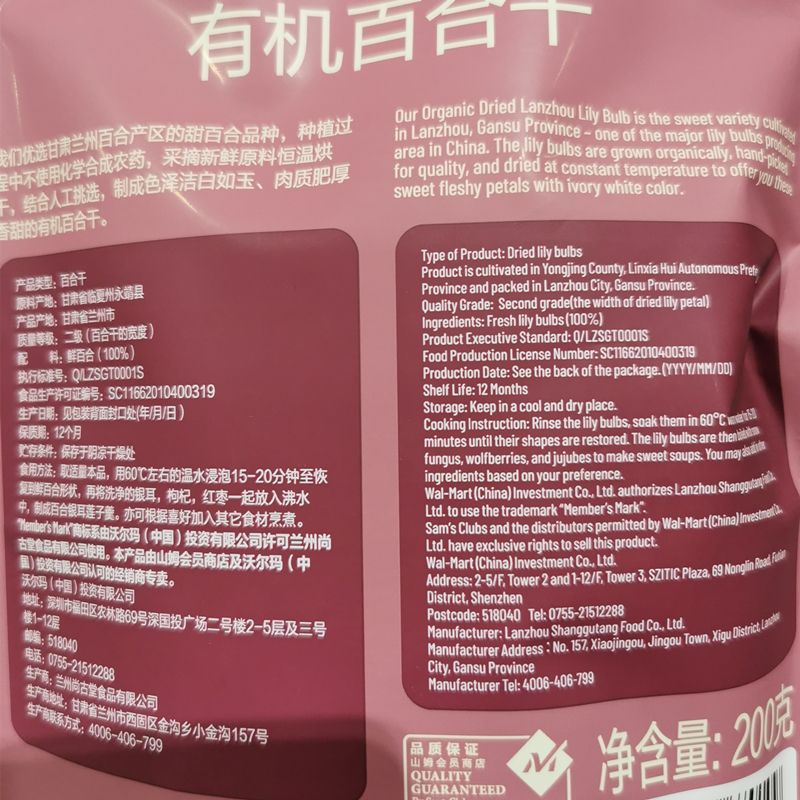 有机百合干
我们优选甘肃兰州百合产区的甜百合品种，种植过
程中不使用化学合成农药，采摘新鲜原料恒温烘
干，结合人工挑选，制成色泽洁白如玉、肉质肥厚
香甜的有机百合干。
Our Organic Dried Lanzhou Lily Bulb is the sweet variety cultivated
in Lanzhou, Gansu Province - one of the major lily bulbs producing
area in China. The lily bulbs are grown organically, hand-picked
for quality, and dried at constant temperature to offer you these
sweet fleshy petals with ivory white color.
产品类型：百合干
原料产地：甘肃省临夏州永靖县
产品产地：甘肃省兰州市
质量等级：二级（百合干的宽度）
配 料：鲜百合（100%）
执行标准号：Q/LZSGT0001S
食品生产许可证编号：SC11662010400319
生产日期：见包装背面封口处(年/月/日）
保质期：12个月
贮存条件：保存于阴凉干燥处
食用方法：取适量本品，用60℃左右的温水浸泡15-20分钟至恢
复到鲜百合形状，再将洗净的银耳，枸杞，红枣一起放入沸水
中，制成百合银耳莲子羹。亦可根据喜好加入其它食材烹煮。
"Member's Mark"商标系由沃尔玛（中国）投资有限公司许可兰州尚
古堂食品有限公司使用。本产品由山姆会员商店及沃尔玛（中
国）投资有限公司认可的经销商专卖。
沃尔玛（中国）投资有限公司
地址：深圳市福田区农林路69号深国投广场二号楼2-5层及三号
楼1-12层
邮编：518040
电话：0755-21512288
生产商：兰州尚古堂食品有限公司
生产商地址：甘肃省兰州市西固区金沟乡小金沟157号
生产商联系方式：4006-406-799
Type of Product: Dried lily bulbs
Product is cultivated in Yongjing County, Linxia Hui Autonomous Prefe
Province and packed in Lanzhou City, Gansu Province.
Quality Grade: Second grade(the width of dried lily petal)
Ingredients: Fresh lily bulbs(100%)
Product Executive Standard: Q/LZSGT0001S
Food Production License Number: SC11662010400319
Production Date: See the back of the package.(YYYY/MM/DD)
Shelf Life: 12 Months
Storage: Keep in a cool and dry place.
Cooking Instruction: Rinse the lily bulbs, soak them in 60℃
minutes until their shapes are restored. The lily bulbs are then
fungus, wolfberries, and jujubes to make sweet soups. You may
ingredients based on your preference.
Wal-Mart (China) Investment Co., Ltd. authorizes Lanzhou Shanggutang Food Co.,
Ltd. to use the trademark "Member's Mark".
Sam's Clubs and the distributors permitted by Wal-Mart (China) Investment Co.,
Ltd. have exclusive rights to sell this product.
Wal-Mart (China) Investment Co., Ltd.
Address: 2-5/F, Tower 2 and 1-12/F, Tower 3, SZITIC Plaza, 69 Nonglin Road, Futian
District, Shenzhen
Postcode: 518040 Tel: 0755-21512288
Manufacturer: Lanzhou Shanggutang Food Co., Ltd.
Manufacturer Address：No. 157, Xiaojingou, Jingou Town, Xigu District, Lanzhou
City, Gansu Province
Manufacturer Tel: 4006-406-799
品质保证
山姆会员商店
QUALITY
GUARANTEED
净含量：200克